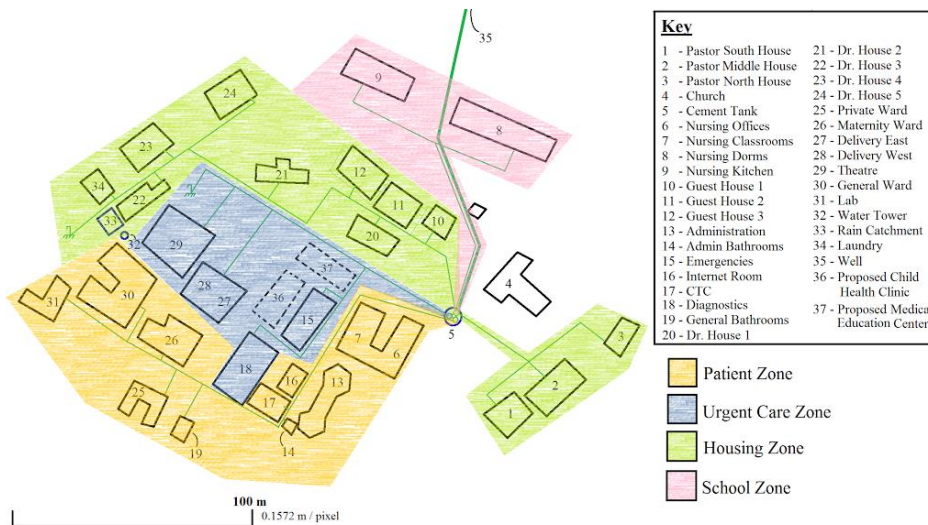 35
9
8
24
23
34
22
33
32
21
12
11
10
20
29
28
27
37
36
15
30
31
26
25
19
18
16
17
14
13
7
6
5
4
3
2
1
100 m
0.1572 m / pixel
Key
1 - Pastor South House
2 - Pastor Middle House
3 - Pastor North House
4 - Church
5 - Cement Tank
6 - Nursing Offices
7 - Nursing Classrooms
8 - Nursing Dorms
9 - Nursing Kitchen
10 - Guest House 1
11 - Guest House 2
12 - Guest House 3
13 - Administration
14 - Admin Bathrooms
15 - Emergencies
16 - Internet Room
17 - CTC
18 - Diagnostics
19 - General Bathrooms
20 - Dr. House 1
21 - Dr. House 2
22 - Dr. House 3
23 - Dr. House 4
24 - Dr. House 5
25 - Private Ward
26 - Maternity Ward
27 - Delivery East
28 - Delivery West
29 - Theatre
30 - General Ward
31 - Lab
32 - Water Tower
33 - Rain Catchment
34 - Laundry
35 - Well
36 - Proposed Child
Health Clinic
37 - Proposed Medical
Education Center
Patient Zone
Urgent Care Zone
Housing Zone
School Zone